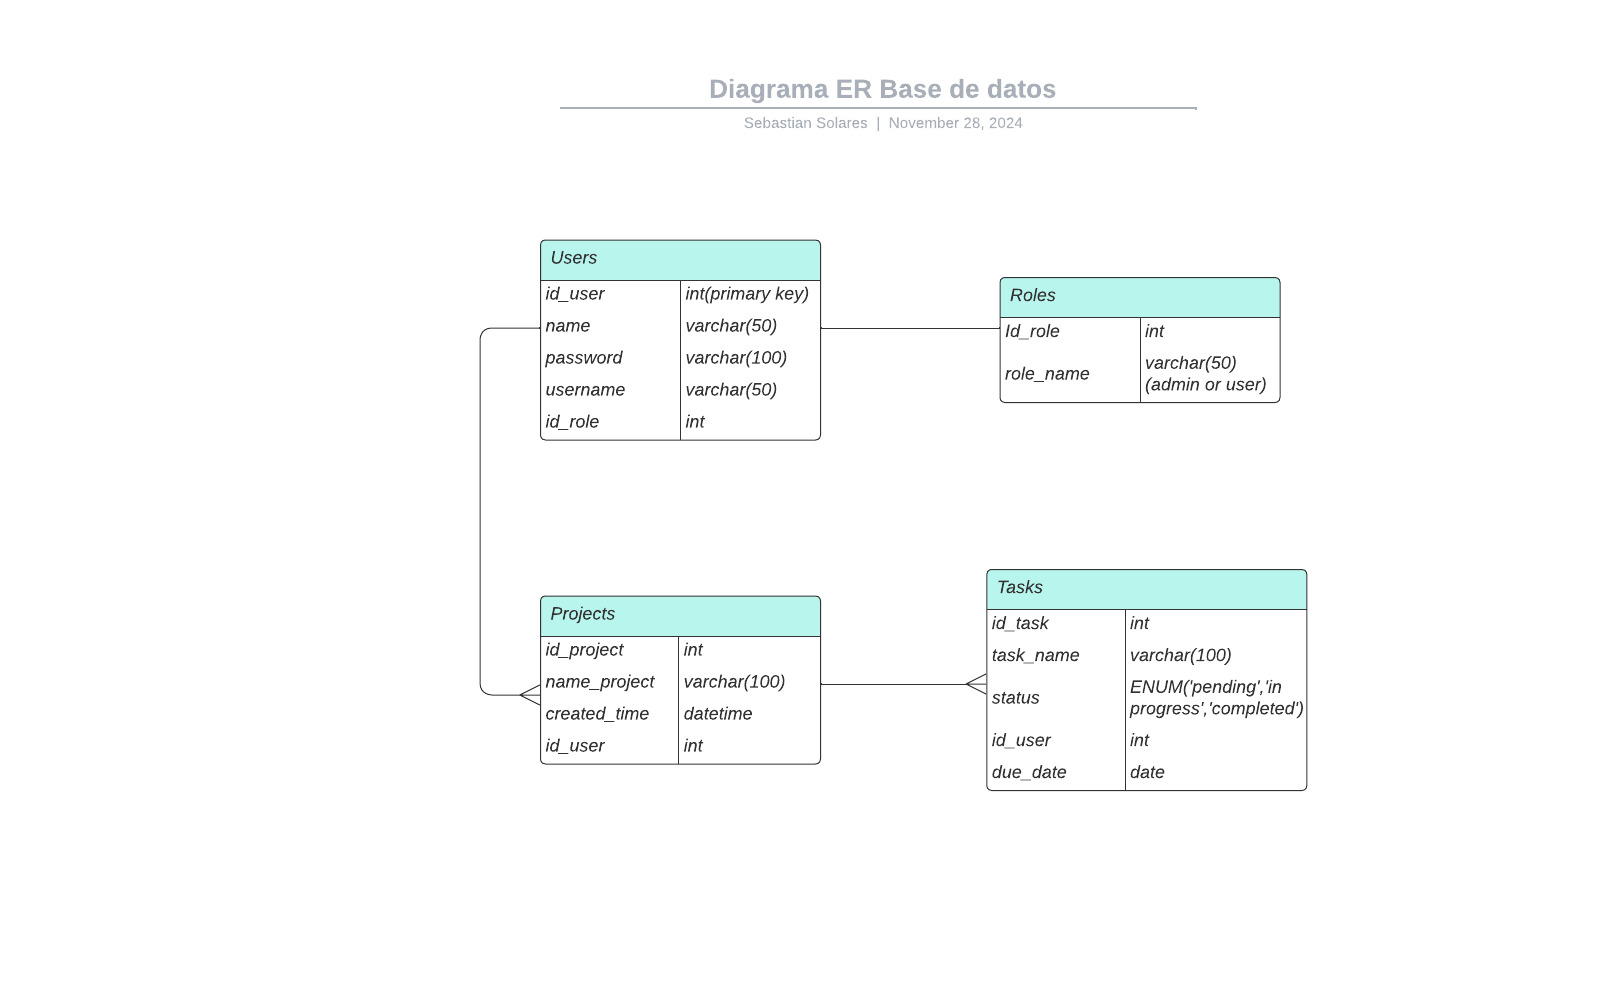 Diagrama ER Base de datos
Sebastian Solares | November 28, 2024
Users
id_user int(primary key)
name varchar(50)
password varchar(100)
username varchar(50)
id_role int
Roles
Id_role int
role_name varchar(50)
(admin or user)
Projects
id_project int
name_project varchar(100)
created_time datetime
id_user int
Tasks
id_task int
task_name varchar(100)
status ENUM('pending','in
progress','completed')
id_user int
due_date date